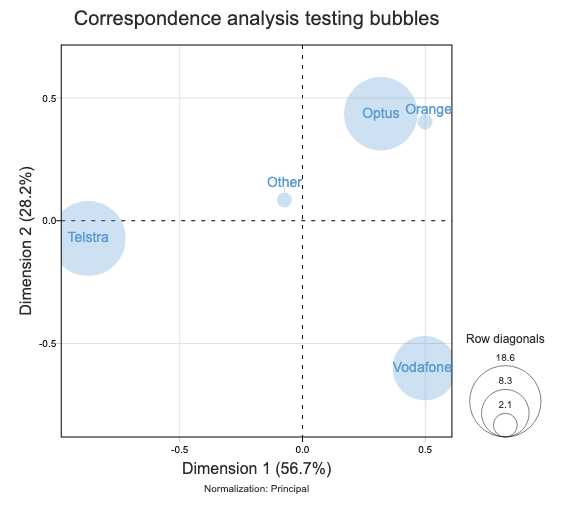 Correspondence analysis testing bubbles
Dimension 2 (28.2%)
0.5
0.0
-0.5
Optus
Orange
Other
Telstra
Vodafone
-0.5
0.0
0.5
Dimension 1 (56.7%)
Normalization: Principal
Row diagonals
18.6
8.3
2.1